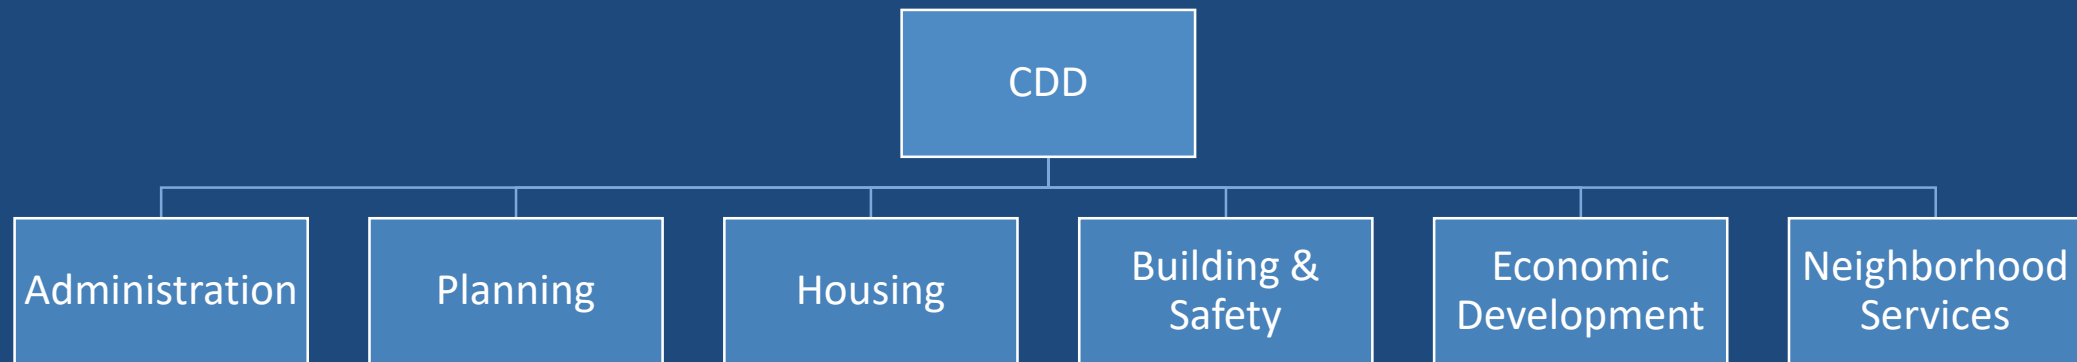 CDD
Administration
Planning
Housing
Building &
Safety
Economic
Development
Neighborhood
Services